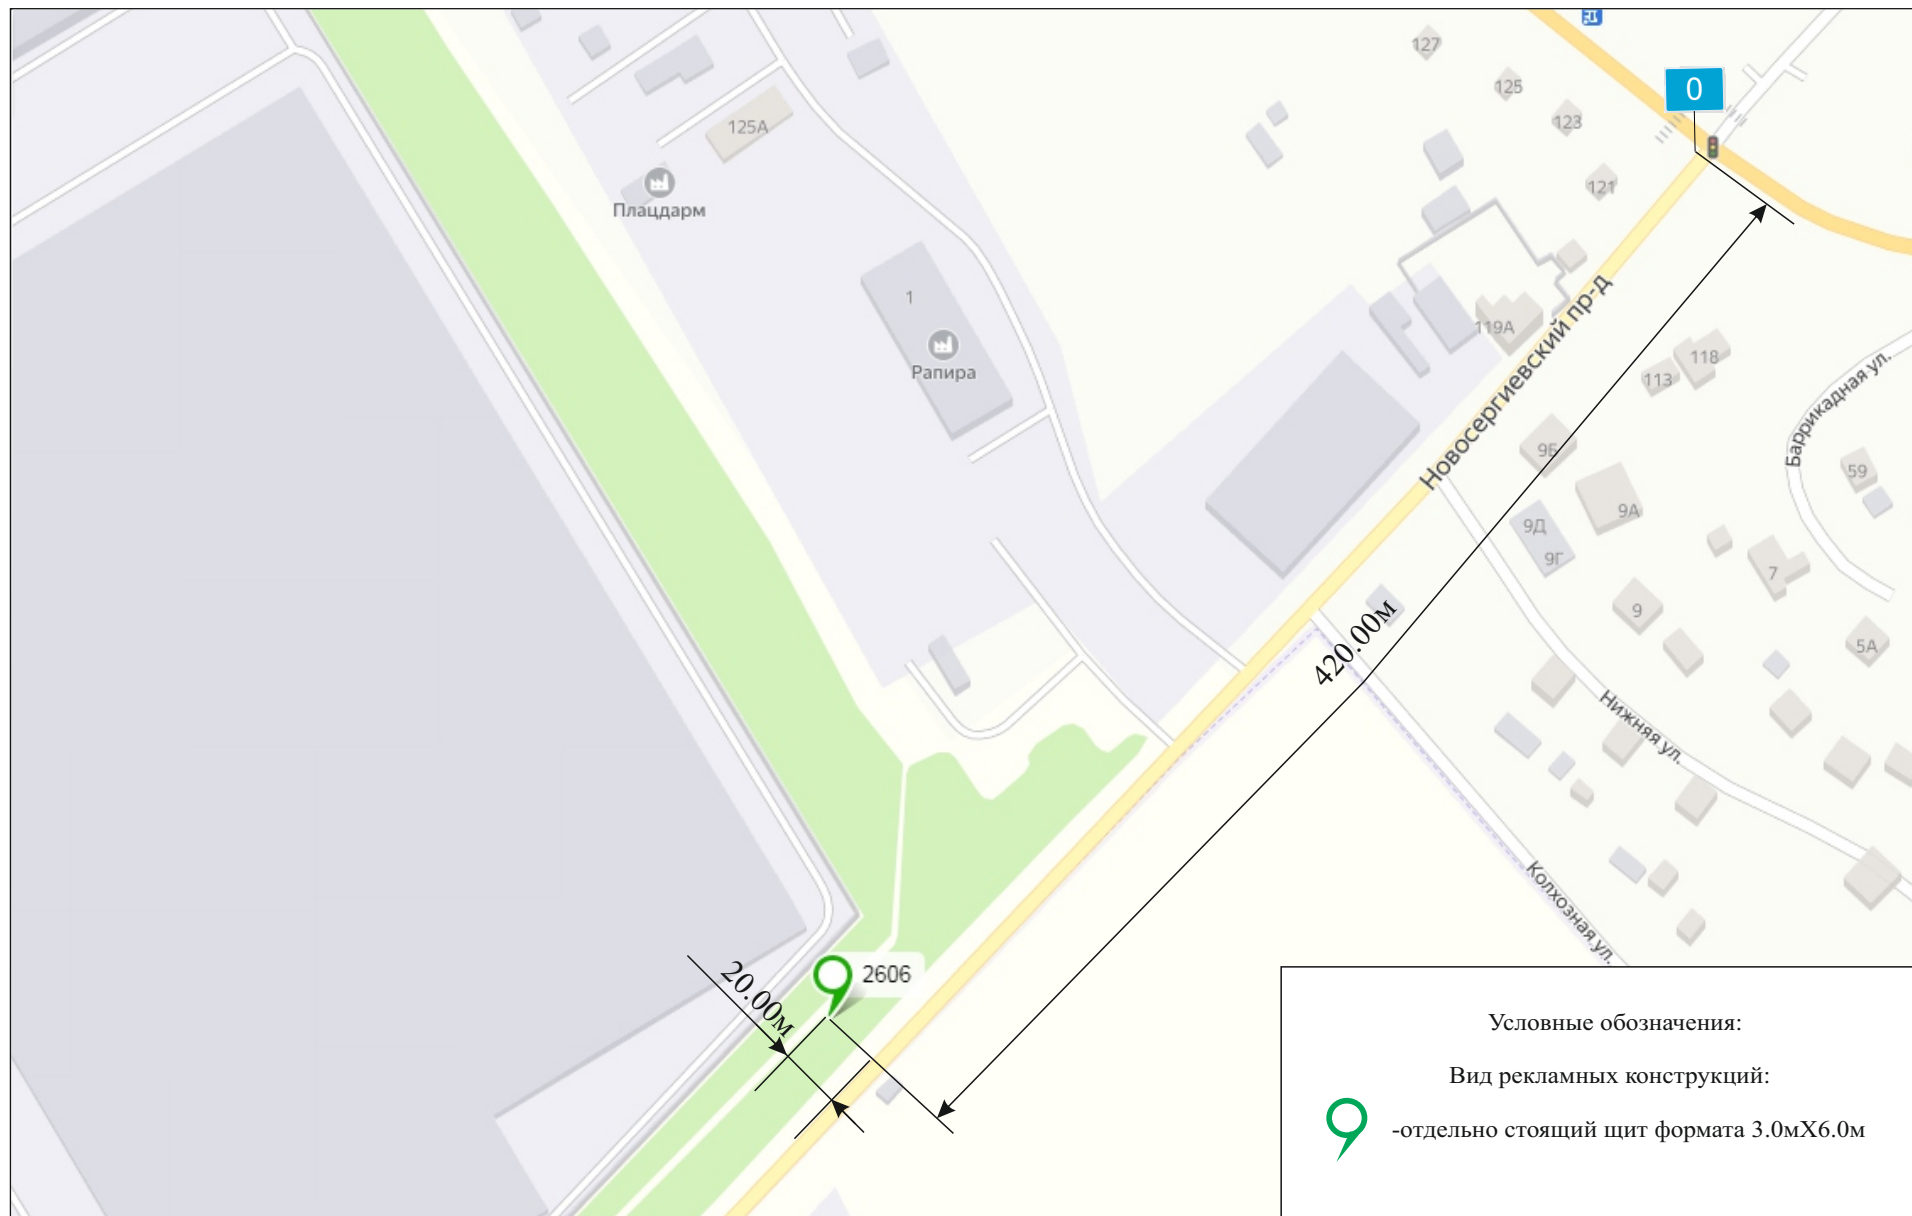 127
0
125
123
125А
121
Плацдарм
1
Рапира
Новосергиевский пр-д
119А
118
113
Баррикадная ул.
9Б
59
9А
9Д
9Г
7
9
5А
420.00м
Нижняя ул.
Колхозная ул.
2606
20.00м
Условные обозначения:
Вид рекламных конструкций:
-отдельно стоящий щит формата 3.0мХ6.0м